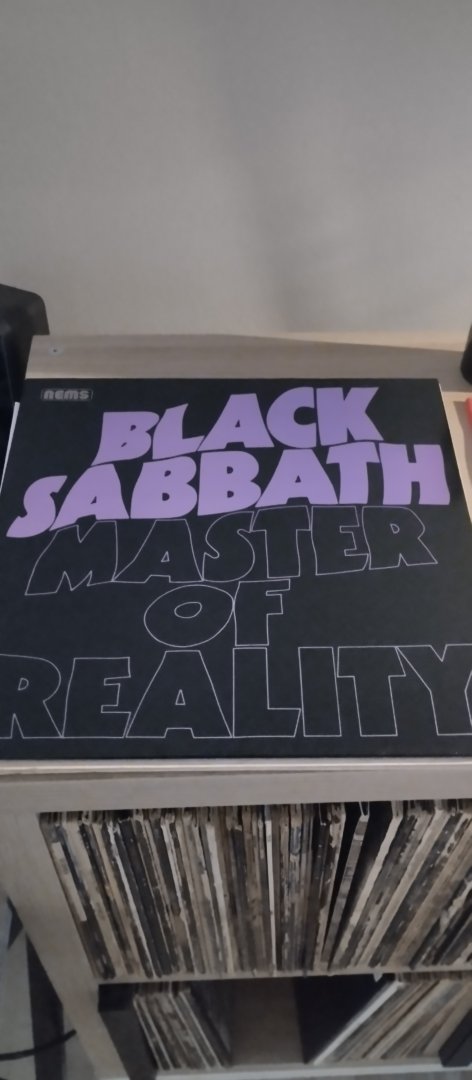 nems
BLACK
SABBATH
MASTER
OF
REALITY